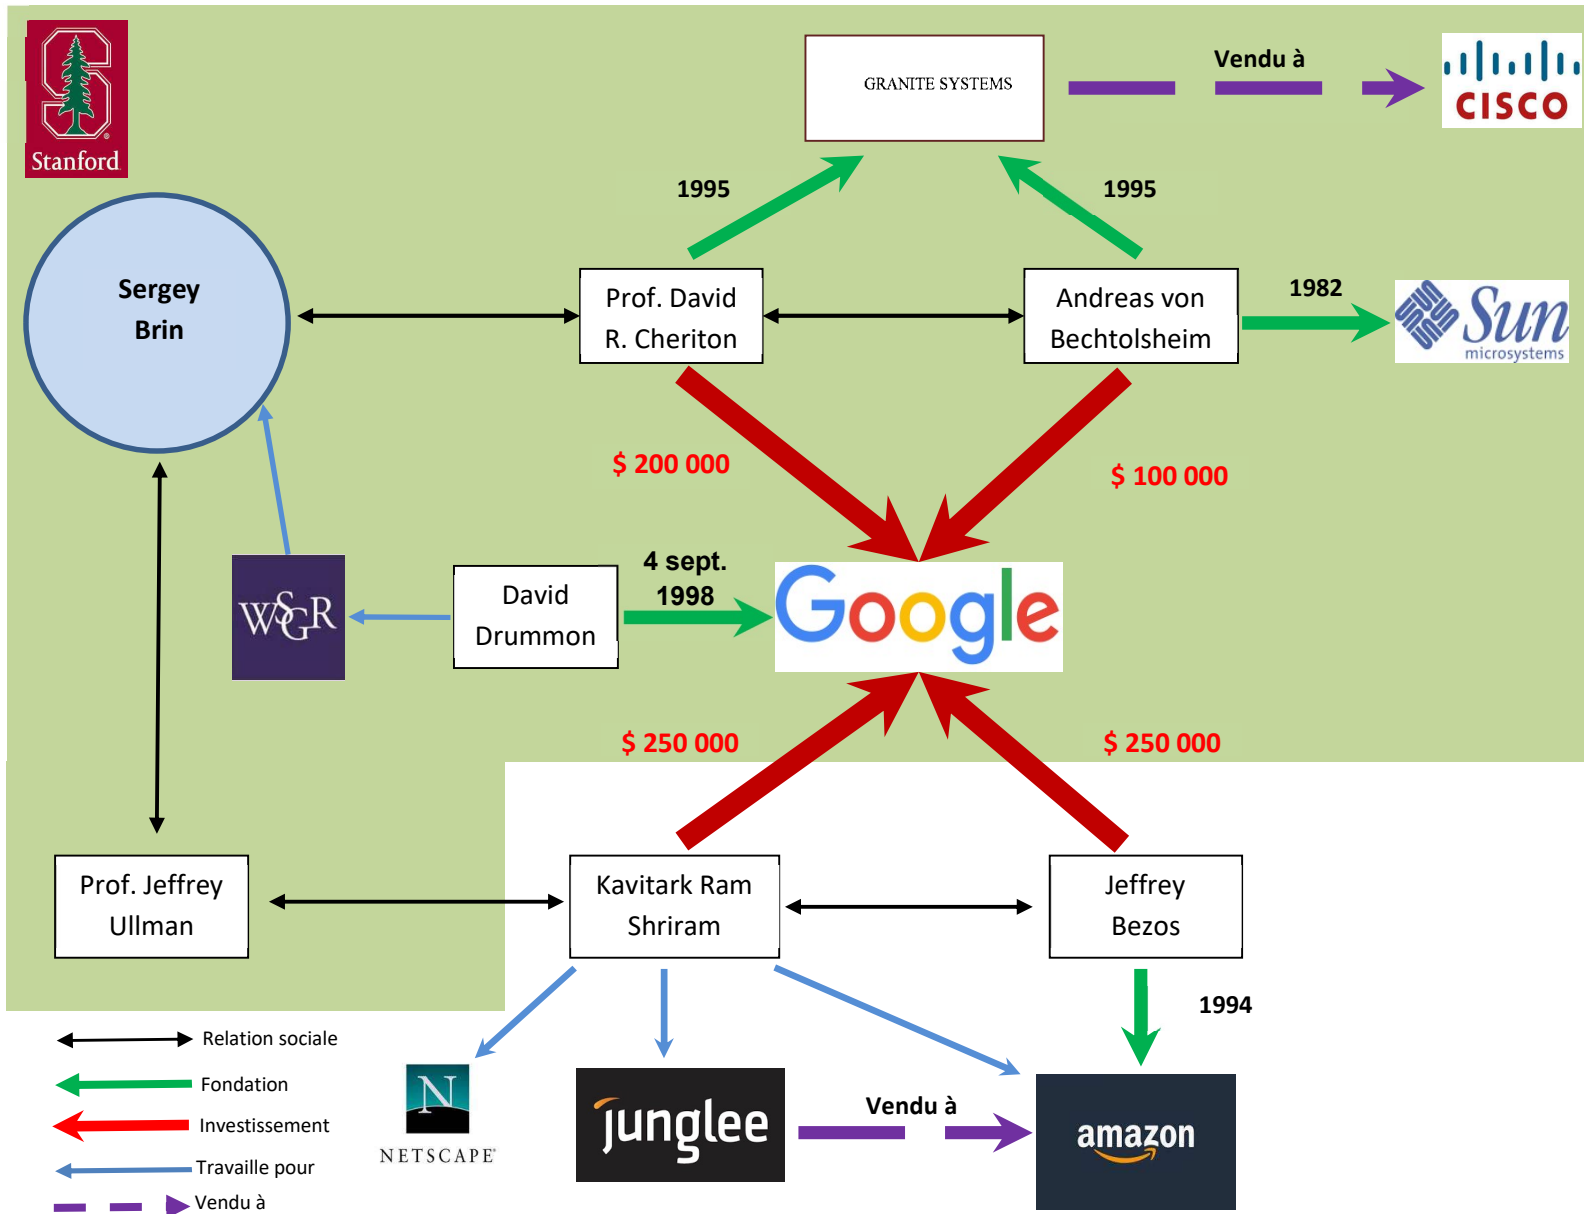 Stanford
GRANITE SYSTEMS
Vendu à
CISCO
1995
1995
Sergey
Brin
Prof. David
R. Cheriton
Andreas von
Bechtolsheim
1982
Sun
microsystems
$ 200 000
$ 100 000
WSGR
David
Drummon
4 sept.
1998
Google
$ 250 000
$ 250 000
Prof. Jeffrey
Ullman
Kavitark Ram
Shriram
Jeffrey
Bezos
1994
Relation sociale
Fondation
Investissement
Travaille pour
Vendu à
N
NETSCAPE®
junglee
Vendu à
amazon